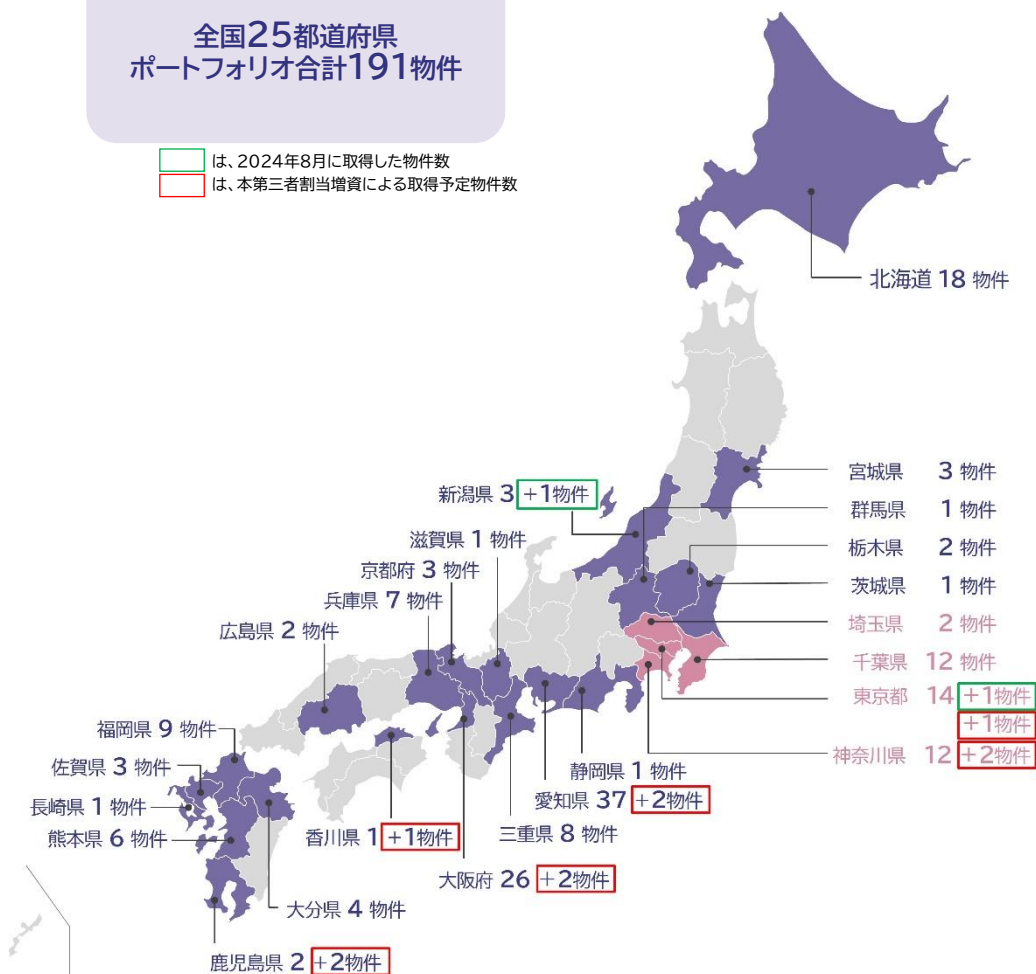 全国25都道府県
ポートフォリオ合計191物件
は、2024年8月に取得した物件数
は、本第三者割当増資による取得予定物件数
北海道 18 物件
宮城県 3 物件
新潟県 3 +1物件
群馬県 1 物件
滋賀県 1 物件
栃木県 2 物件
京都府 3 物件
茨城県 1 物件
兵庫県 7 物件
埼玉県 2 物件
広島県 2 物件
千葉県 12 物件
東京都 14 +1物件
+1物件
福岡県 9 物件
神奈川県 12 +2物件
佐賀県 3 物件
静岡県 1 物件
長崎県 1 物件
愛知県 37 +2物件
熊本県 6 物件
香川県 1 +1物件
三重県 8 物件
大阪府 26 +2物件
大分県 4 物件
鹿児島県 2 +2物件